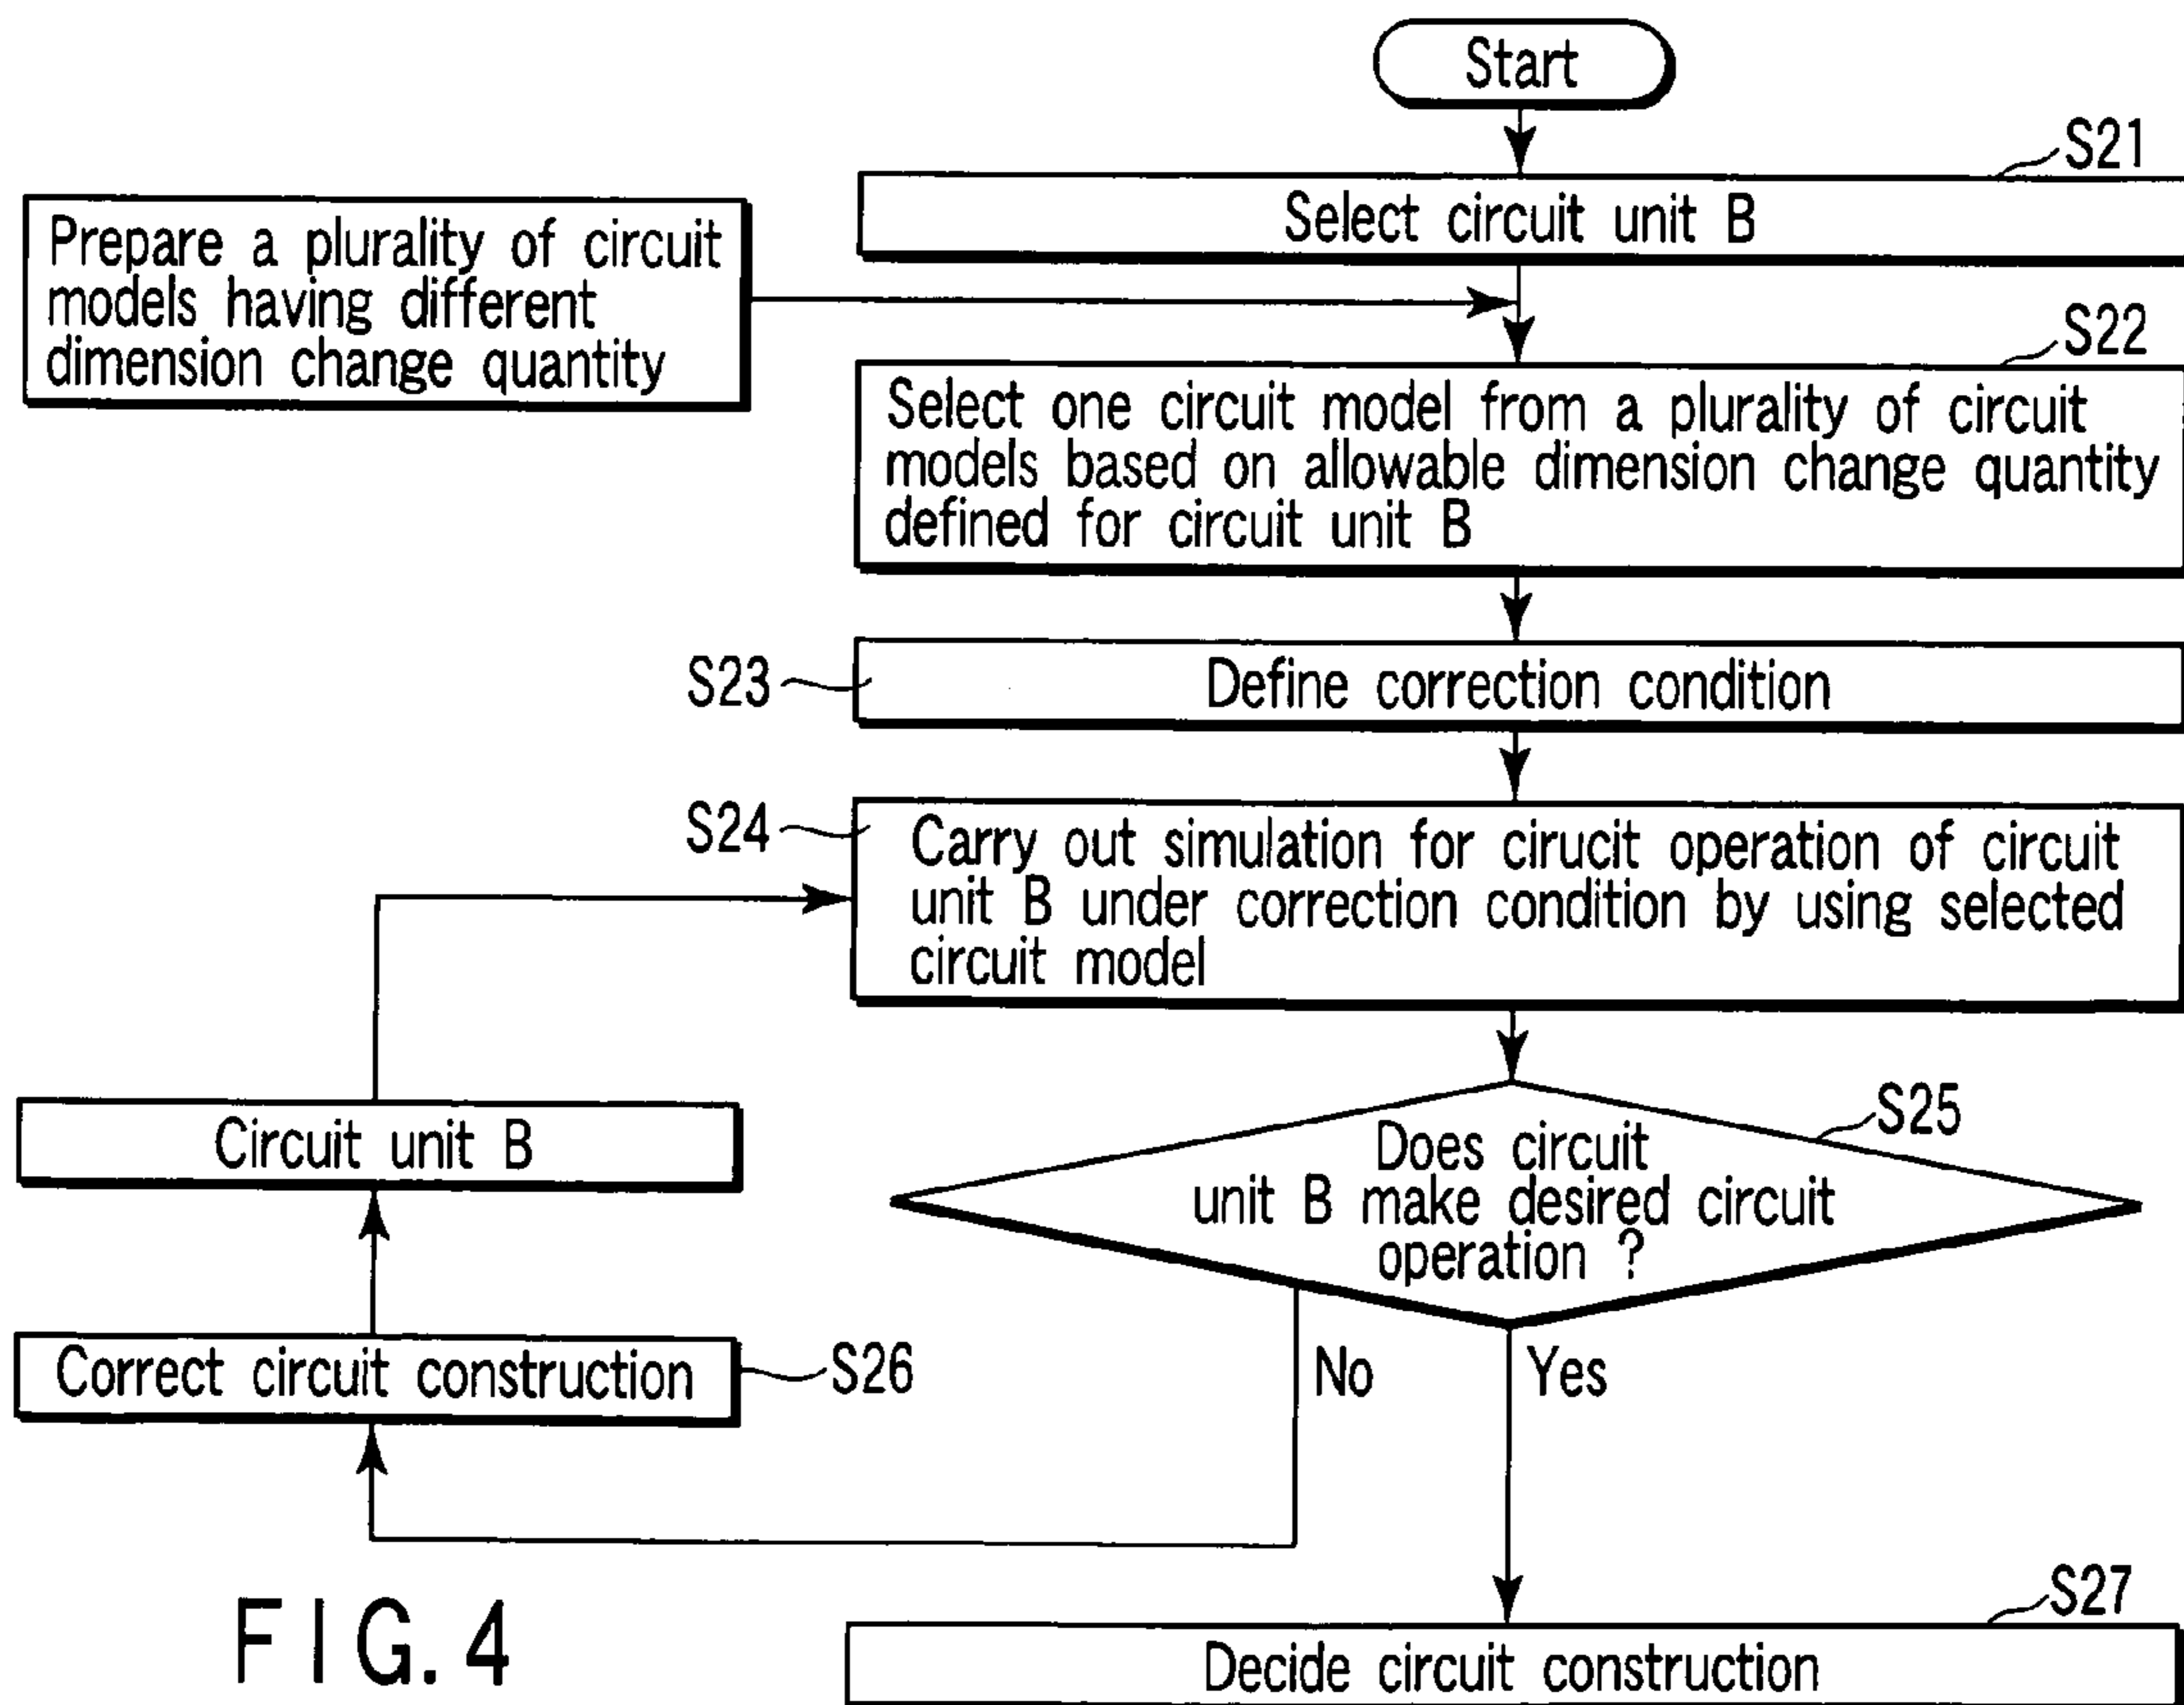 Start
S21
Select circuit unit B
Prepare a plurality of circuit
models having different
dimension change quantity
S22
Select one circuit model from a plurality of circuit
models based on allowable dimension change quantity
defined for circuit unit B
S23
Define correction condition
S24
Carry out simulation for cirucit operation of circuit
unit B under correction condition by using selected
circuit model
S25
Does circuit
unit B make desired circuit
operation ?
Circuit unit B
Correct circuit construction
S26
No
Yes
S27
Decide circuit construction
FIG. 4